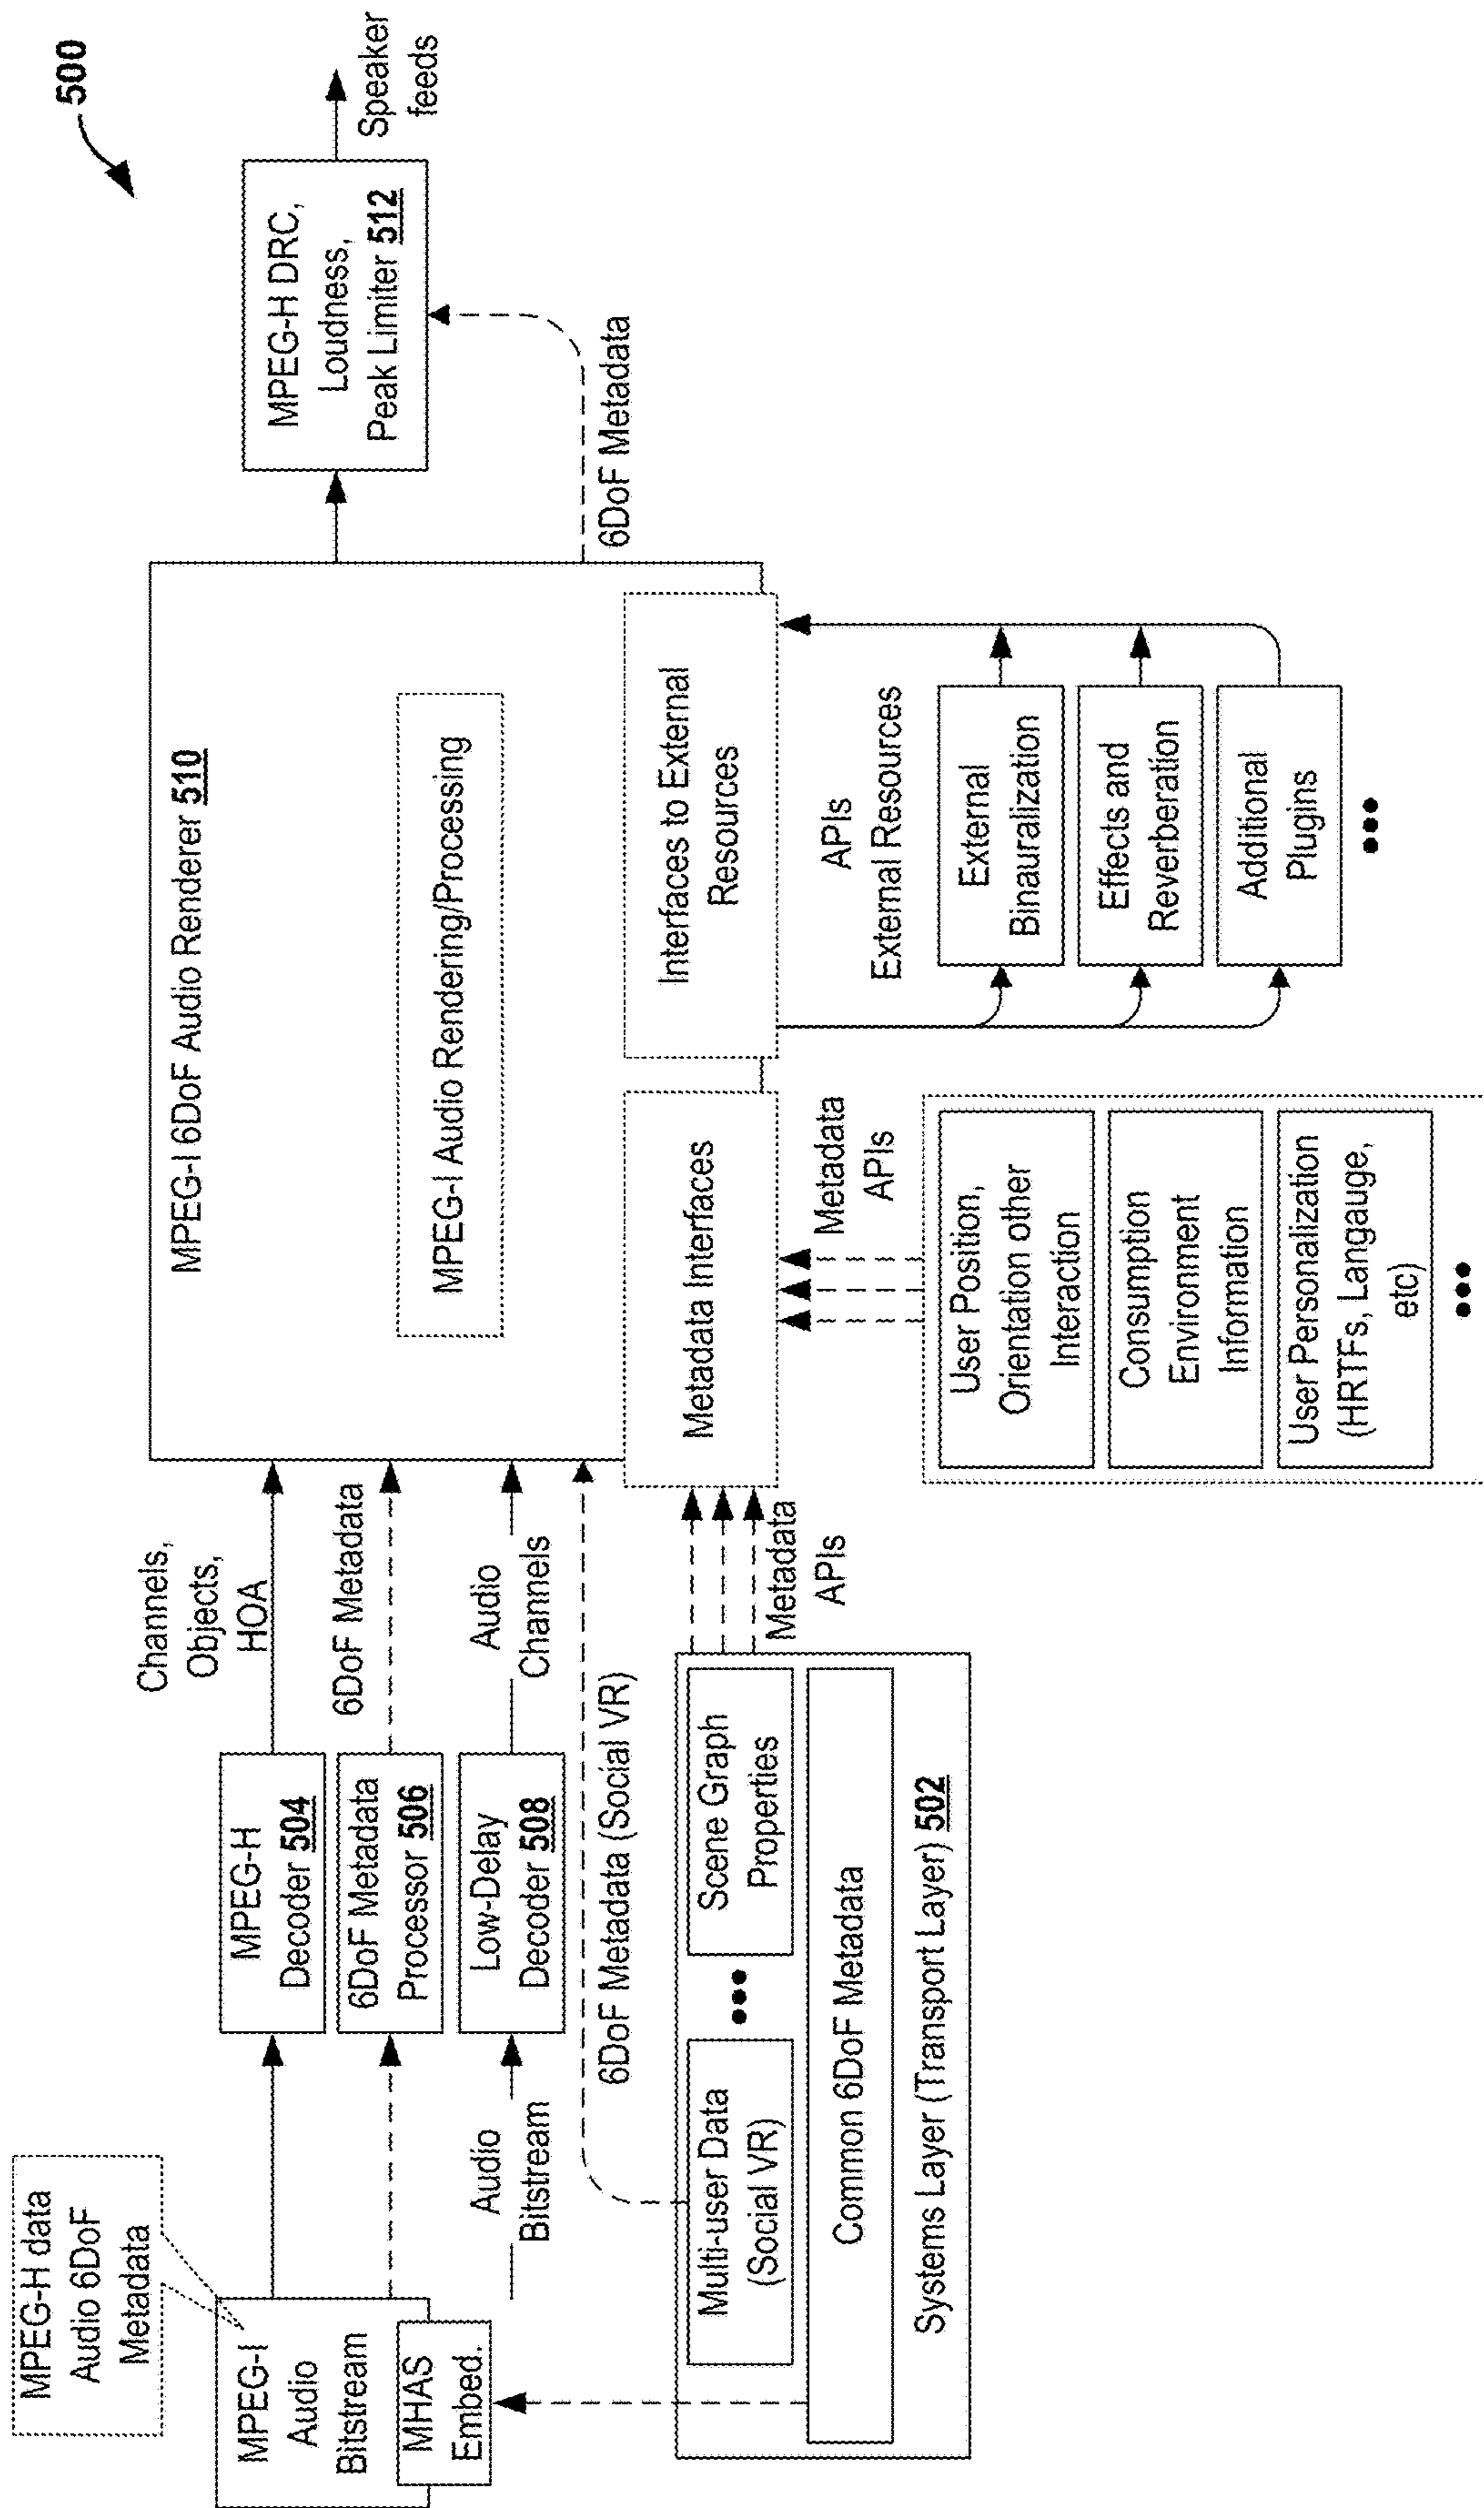 500
MPEG-H data
Audio 6DoF
Metadata
MPEG-I
Audio
Bitstream
MHAS
Embed.
Audio
Bitstream
MPEG-H
Decoder 504
6DoF Metadata
Processor 506
Low-Delay
Decoder 508
Channels,
Objects,
HOA
6DoF Metadata
Audio
Channels
6DoF Metadata (Social VR)
Multi-user Data
(Social VR)
•••
Scene Graph
Properties
Common 6DoF Metadata
Systems Layer (Transport Layer) 502
Metadata
APIs
MPEG-I 6DoF Audio Renderer 510
MPEG-I Audio Rendering/Processing
Metadata Interfaces
Interfaces to External
Resources
Metadata
APIs
User Position,
Orientation other
Interaction
Consumption
Environment
Information
User Personalization
(HRTFs, Langauge,
etc)
•••
APIs
External Resources
External
Binauralization
Effects and
Reverberation
Additional
Plugins
•••
6DoF Metadata
MPEG-H DRC,
Loudness,
Peak Limiter 512
Speaker
feeds